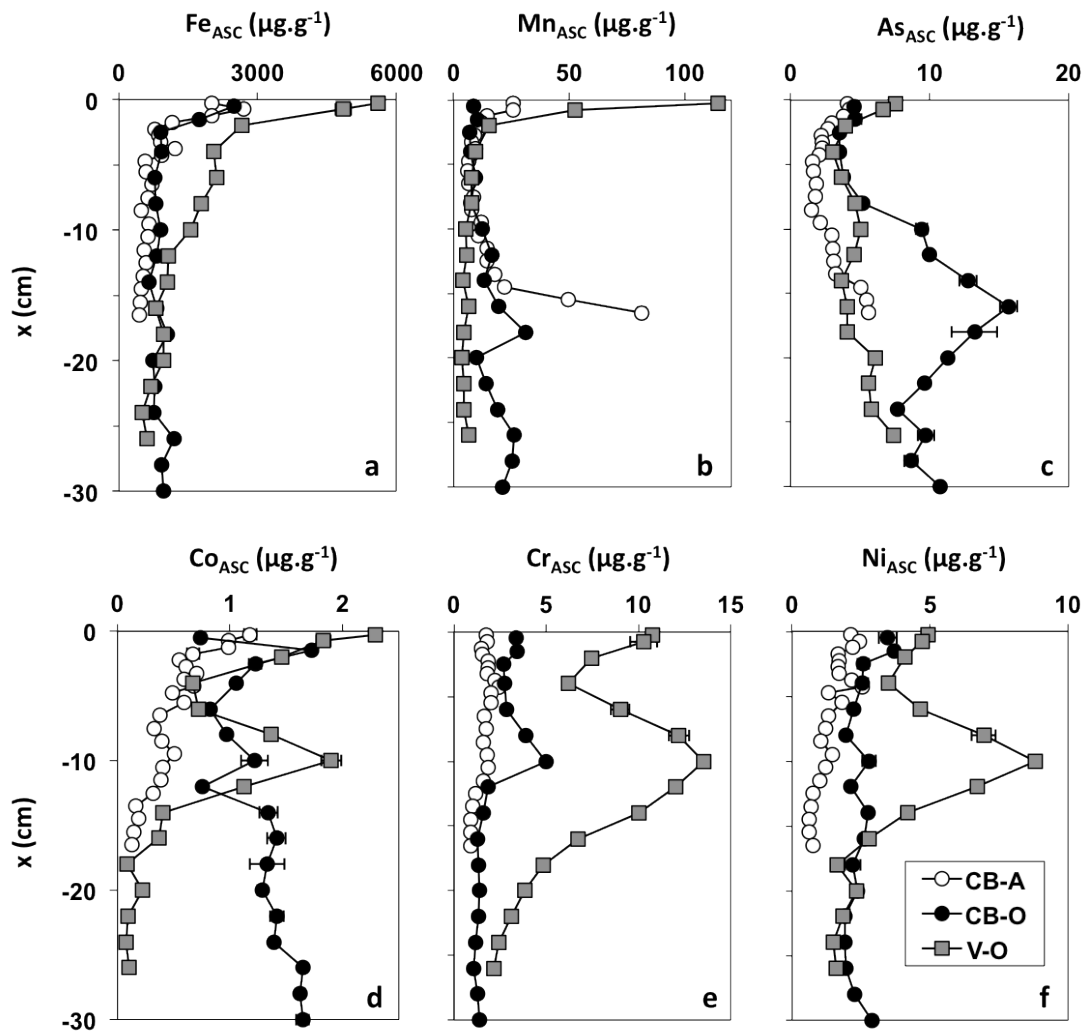 Fe_ASC (µg.g⁻¹) Mn_ASC (µg.g⁻¹) As_ASC (µg.g⁻¹)
0 3000 6000 0 50 100 0 10 20
0
-10
-20
-30
x (cm)
a b c
Co_ASC (µg.g⁻¹) Cr_ASC (µg.g⁻¹) Ni_ASC (µg.g⁻¹)
0 1 2 0 5 10 15 0 5 10
0
-10
-20
-30
x (cm)
CB-A
CB-O
V-O
d e f